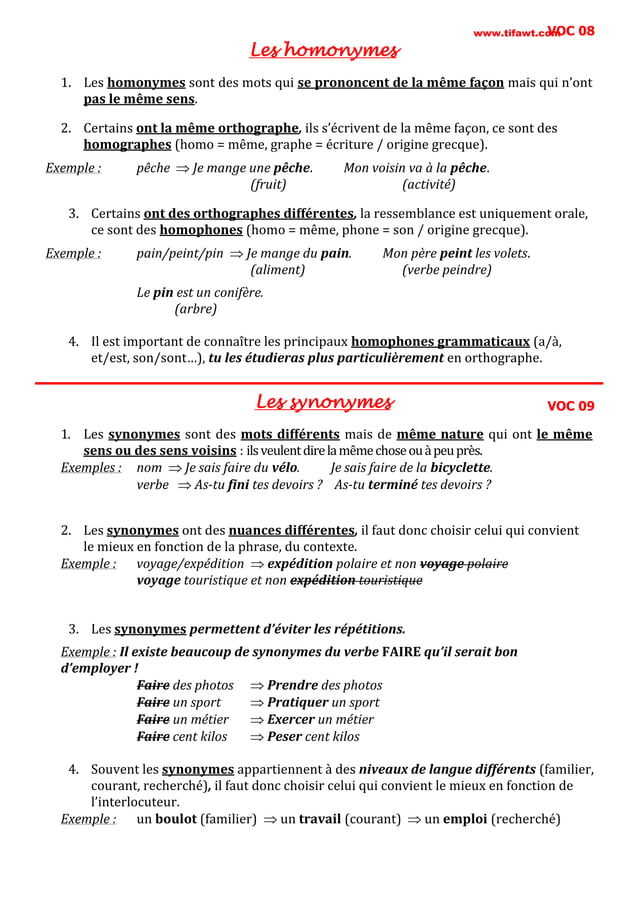 www.tifawt.com VOC 08
Les homonymes
1. Les homonymes sont des mots qui se prononcent de la même façon mais qui n’ont
pas le même sens.
2. Certains ont la même orthographe, ils s’écrivent de la même façon, ce sont des
homographes (homo = même, graphe = écriture / origine grecque).
Exemple : pêche ⇒ Je mange une pêche. Mon voisin va à la pêche.
(fruit) (activité)
3. Certains ont des orthographes différentes, la ressemblance est uniquement orale,
ce sont des homophones (homo = même, phone = son / origine grecque).
Exemple : pain/peint/pin ⇒ Je mange du pain. Mon père peint les volets.
(aliment) (verbe peindre)
Le pin est un conifère.
(arbre)
4. Il est important de connaître les principaux homophones grammaticaux (a/à,
et/est, son/sont…), tu les étudieras plus particulièrement en orthographe.
Les synonymes VOC 09
1. Les synonymes sont des mots différents mais de même nature qui ont le même
sens ou des sens voisins : ils veulent dire la même chose ou à peu près.
Exemples : nom ⇒ Je sais faire du vélo. Je sais faire de la bicyclette.
verbe ⇒ As-tu fini tes devoirs ? As-tu terminé tes devoirs ?
2. Les synonymes ont des nuances différentes, il faut donc choisir celui qui convient
le mieux en fonction de la phrase, du contexte.
Exemple : voyage/expédition ⇒ expédition polaire et non voyage polaire
voyage touristique et non expédition touristique
3. Les synonymes permettent d’éviter les répétitions.
Exemple : Il existe beaucoup de synonymes du verbe FAIRE qu’il serait bon
d’employer !
Faire des photos ⇒ Prendre des photos
Faire un sport ⇒ Pratiquer un sport
Faire un métier ⇒ Exercer un métier
Faire cent kilos ⇒ Peser cent kilos
4. Souvent les synonymes appartiennent à des niveaux de langue différents (familier,
courant, recherché), il faut donc choisir celui qui convient le mieux en fonction de
l’interlocuteur.
Exemple : un boulot (familier) ⇒ un travail (courant) ⇒ un emploi (recherché)